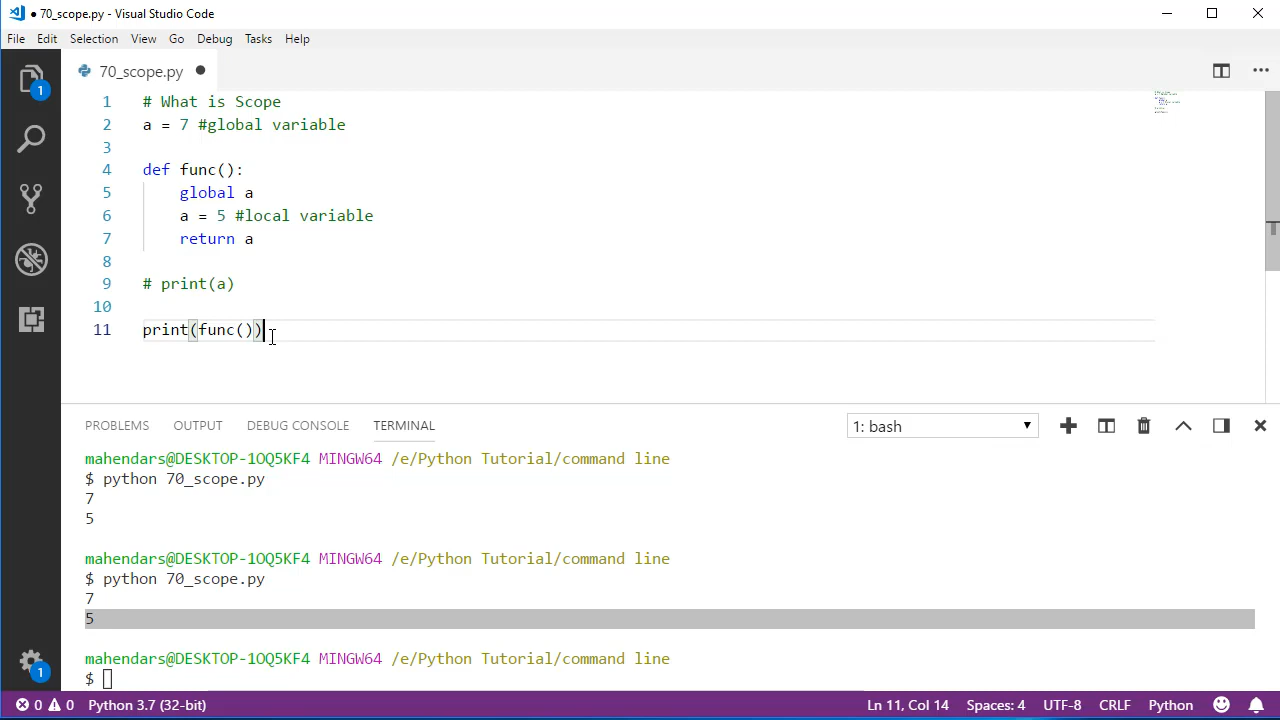 ● 70_scope.py - Visual Studio Code
File Edit Selection View Go Debug Tasks Help
70_scope.py ●
1 # What is Scope
2 a = 7 #global variable
3
4 def func():
5     global a
6     a = 5 #local variable
7     return a
8
9 # print(a)
10
11 print(func())
1
1
PROBLEMS OUTPUT DEBUG CONSOLE TERMINAL 1: bash
mahendars@DESKTOP-1OQ5KF4 MINGW64 /e/Python Tutorial/command line
$ python 70_scope.py
7
5
mahendars@DESKTOP-1OQ5KF4 MINGW64 /e/Python Tutorial/command line
$ python 70_scope.py
7
5
mahendars@DESKTOP-1OQ5KF4 MINGW64 /e/Python Tutorial/command line
$
0 0 Python 3.7 (32-bit) Ln 11, Col 14 Spaces: 4 UTF-8 CRLF Python